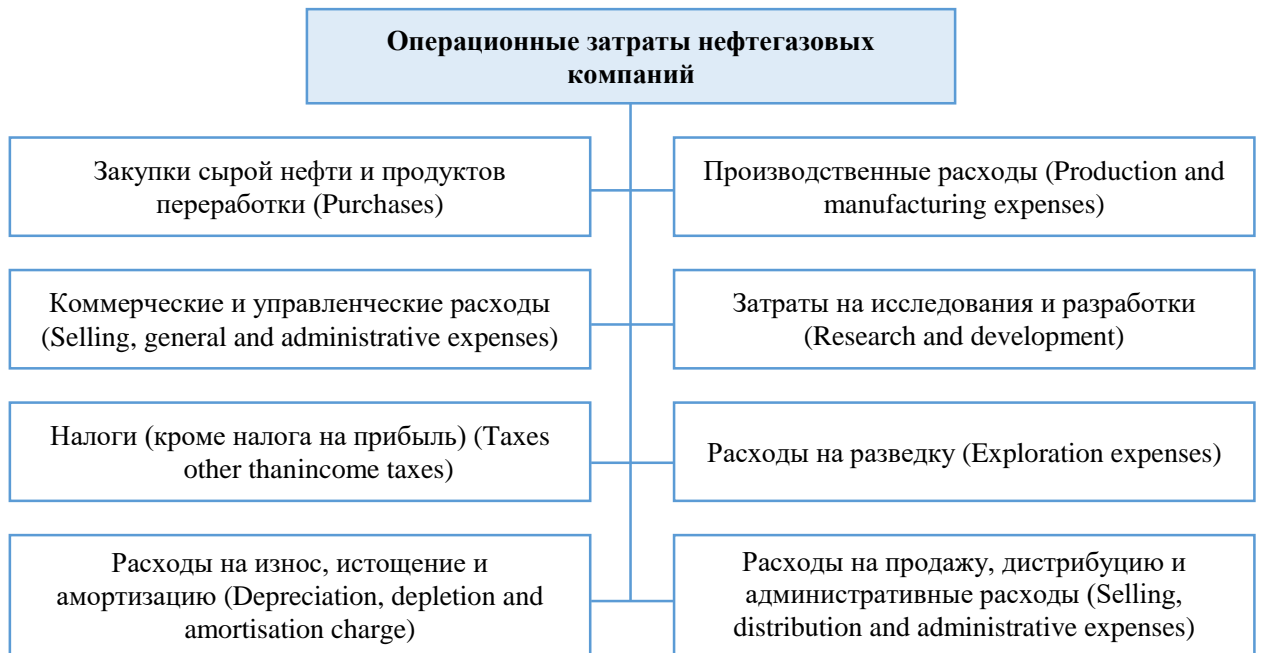 Операционные затраты нефтегазовых
компаний
Закупки сырой нефти и продуктов
переработки (Purchases)
Производственные расходы (Production and
manufacturing expenses)
Коммерческие и управленческие расходы
(Selling, general and administrative expenses)
Затраты на исследования и разработки
(Research and development)
Налоги (кроме налога на прибыль) (Taxes
other thanincome taxes)
Расходы на разведку (Exploration expenses)
Расходы на износ, истощение и
амортизацию (Depreciation, depletion and
amortisation charge)
Расходы на продажу, дистрибуцию и
административные расходы (Selling,
distribution and administrative expenses)